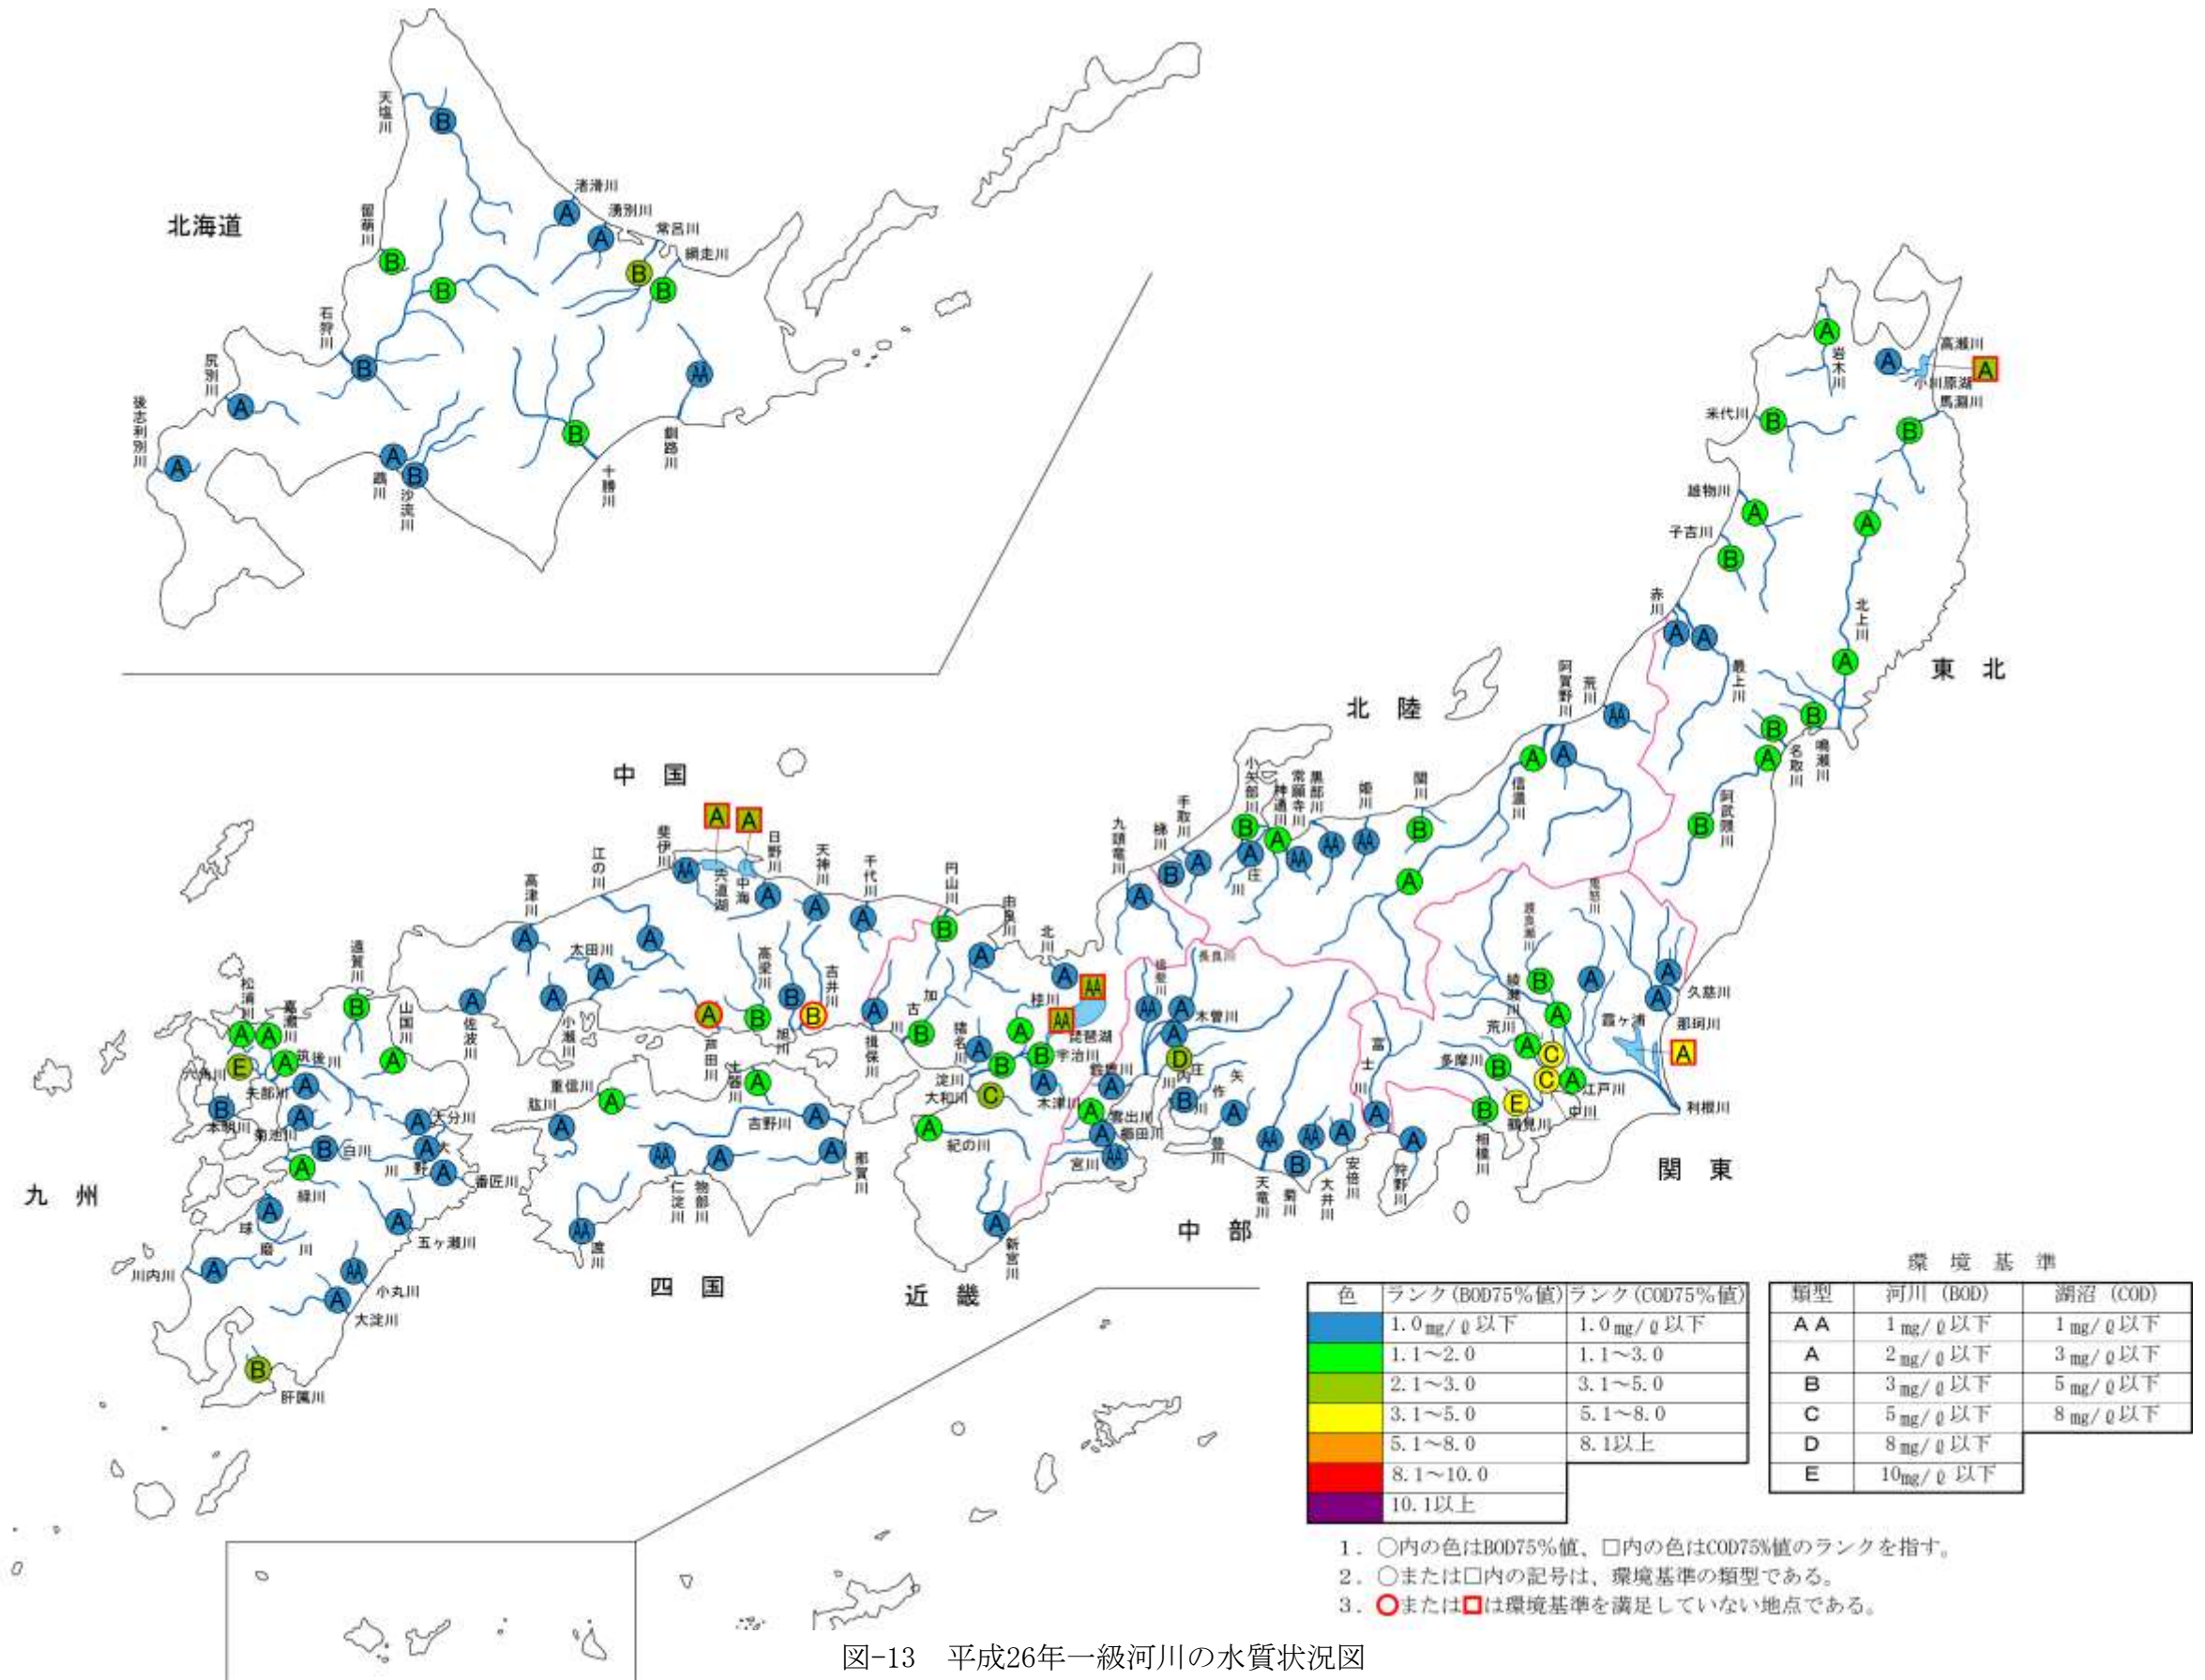 北海道
天塩川
B
渚滑川
A
湧別川
A
常呂川
B
網走川
B
留萌川
B
B
石狩川
B
尻別川
A
後志利別川
A
鵡川
A
沙流川
B
十勝川
B
釧路川
AA
東 北
岩木川
A
高瀬川
A
小川原湖
A
馬淵川
B
米代川
B
雄物川
A
子吉川
B
北上川
A
A
赤川
A
最上川
A
鳴瀬川
B
名取川
B
阿武隈川
A
B
北 陸
荒川
AA
阿賀野川
A
信濃川
A
A
関川
B
姫川
AA
黒部川
AA
常願寺川
AA
神通川
A
小矢部川
B
庄川
A
手取川
A
梯川
B
九頭竜川
A
関 東
鬼怒川
A
渡良瀬川
B
A
久慈川
A
那珂川
A
霞ヶ浦
A
利根川
江戸川
A
中川
C
綾瀬川
C
荒川
A
多摩川
B
鶴見川
E
相模川
B
中 部
富士川
A
狩野川
A
安倍川
A
大井川
AA
菊川
B
天竜川
AA
豊川
A
矢作川
B
庄内川
D
木曽川
A
長良川
A
揖斐川
AA
鈴鹿川
A
雲出川
A
櫛田川
A
宮川
AA
近 畿
新宮川
A
紀の川
A
大和川
C
淀川
B
木津川
A
宇治川
B
桂川
A
琵琶湖
AA
AA
猪名川
A
加古川
B
揖保川
A
円山川
B
由良川
A
北川
A
中 国
千代川
A
天神川
A
日野川
A
中海
A
宍道湖
A
斐伊川
AA
江の川
A
高津川
A
吉井川
B
旭川
B
高梁川
B
芦田川
A
太田川
A
小瀬川
A
佐波川
A
四 国
土器川
A
重信川
A
肱川
A
吉野川
A
那賀川
A
物部川
A
仁淀川
AA
渡川
AA
九 州
遠賀川
B
山国川
A
松浦川
A
嘉瀬川
A
筑後川
A
六角川
E
矢部川
A
本明川
B
菊池川
A
白川
B
緑川
A
大分川
A
大野川
A
番匠川
A
五ヶ瀬川
A
球磨川
A
川内川
A
小丸川
AA
大淀川
A
肝属川
B
色 ランク(BOD75%値) ランク(COD75%値)
1.0mg/ℓ以下 1.0mg/ℓ以下
1.1～2.0 1.1～3.0
2.1～3.0 3.1～5.0
3.1～5.0 5.1～8.0
5.1～8.0 8.1以上
8.1～10.0
10.1以上
環 境 基 準
類型 河川 (BOD) 湖沼 (COD)
AA 1mg/ℓ以下 1mg/ℓ以下
A 2mg/ℓ以下 3mg/ℓ以下
B 3mg/ℓ以下 5mg/ℓ以下
C 5mg/ℓ以下 8mg/ℓ以下
D 8mg/ℓ以下
E 10mg/ℓ以下
1. ○内の色はBOD75%値、□内の色はCOD75%値のランクを指す。
2. ○または□内の記号は、環境基準の類型である。
3. ○または□は環境基準を満足していない地点である。
図-13 平成26年一級河川の水質状況図